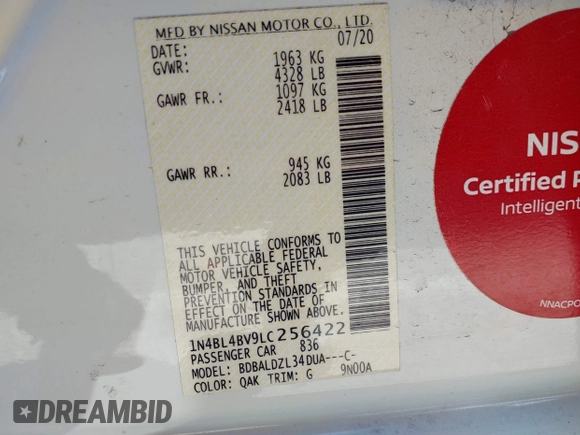 MFD BY NISSAN MOTOR CO., LTD.
DATE: 07/20
GVWR: 1963 KG
4328 LB
GAWR FR.: 1097 KG
2418 LB
GAWR RR.: 945 KG
2083 LB
THIS VEHICLE CONFORMS TO
ALL APPLICABLE FEDERAL
MOTOR VEHICLE SAFETY,
BUMPER, AND THEFT
PREVENTION STANDARDS IN
EFFECT ON THE DATE OF
MANUFACTURE SHOWN ABOVE.
1N4BL4BV9LC256422
PASSENGER CAR 836
MODEL: BDBALDZL34DUA---C-
COLOR: QAK TRIM: G 9N00A
NIS
Certified P
Intelligent
NNACPO
DREAMBID